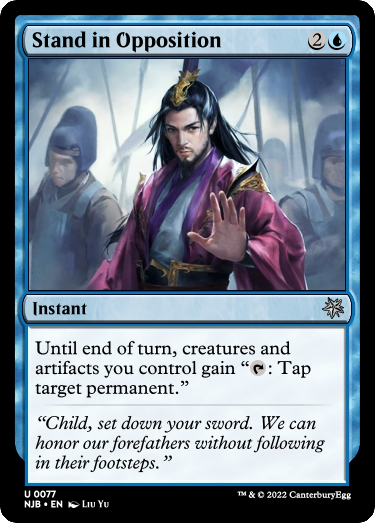 Stand in Opposition 2
Instant
Until end of turn, creatures and
artifacts you control gain “: Tap
target permanent.”
“Child, set down your sword. We can
honor our forefathers without following
in their footsteps.”
U 0077
NJB • EN Liu Yu
™ & © 2022 CanterburyEgg